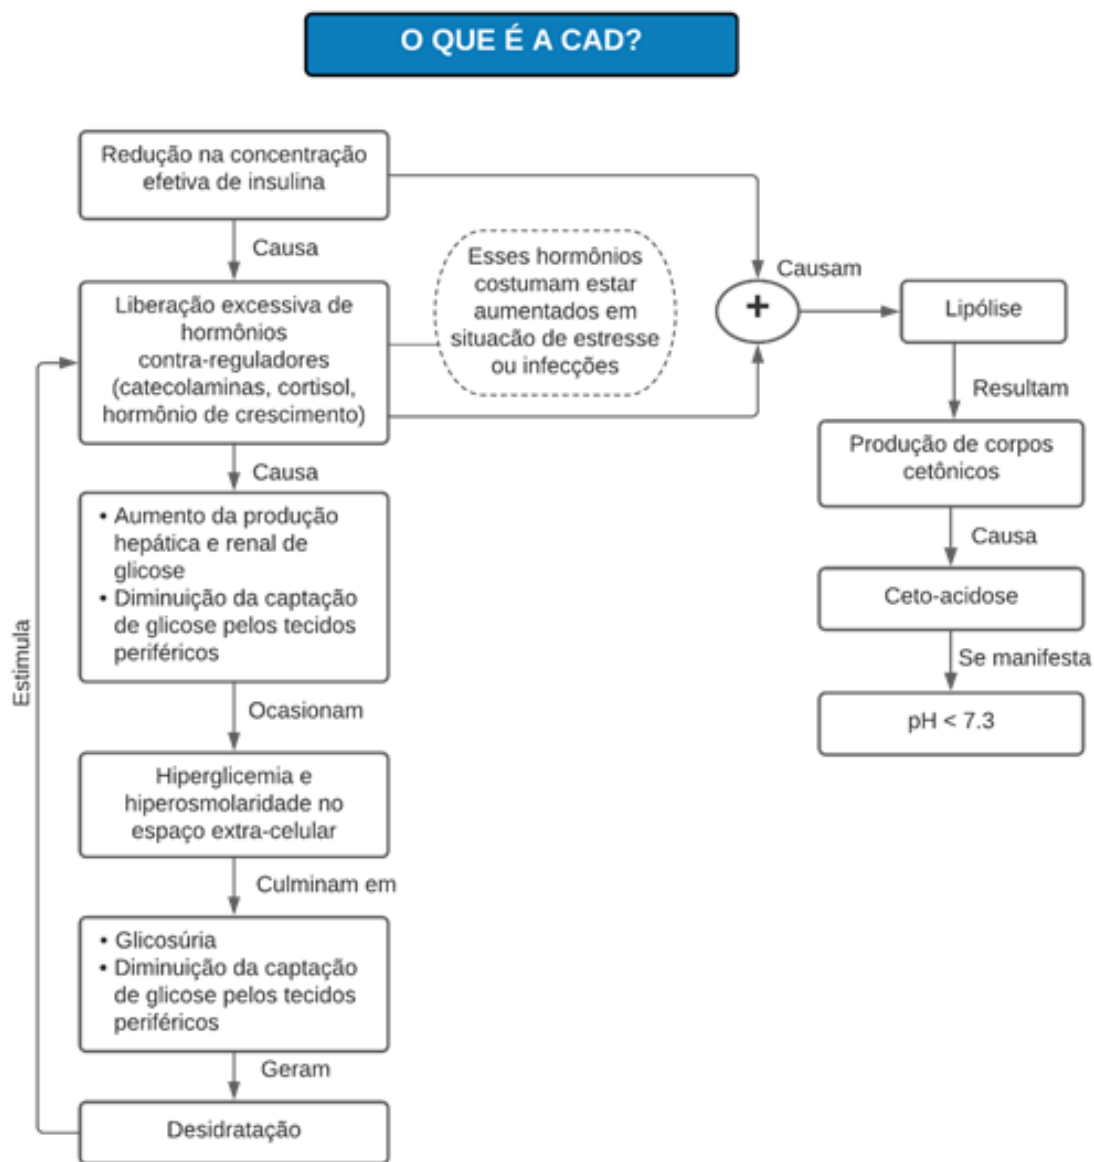 O QUE É A CAD?
Redução na concentração
efetiva de insulina
Causa
Liberação excessiva de
hormônios
contra-reguladores
(catecolaminas, cortisol,
hormônio de crescimento)
Esses hormônios
costumam estar
aumentados em
situacão de estresse
ou infecções
Causa
• Aumento da produção
hepática e renal de
glicose
• Diminuição da captação
de glicose pelos tecidos
periféricos
Ocasionam
Hiperglicemia e
hiperosmolaridade no
espaço extra-celular
Culminam em
• Glicosúria
• Diminuição da captação
de glicose pelos tecidos
periféricos
Geram
Desidratação
Estimula
+
Causam
Lipólise
Resultam
Produção de corpos
cetônicos
Causa
Ceto-acidose
Se manifesta
pH < 7.3